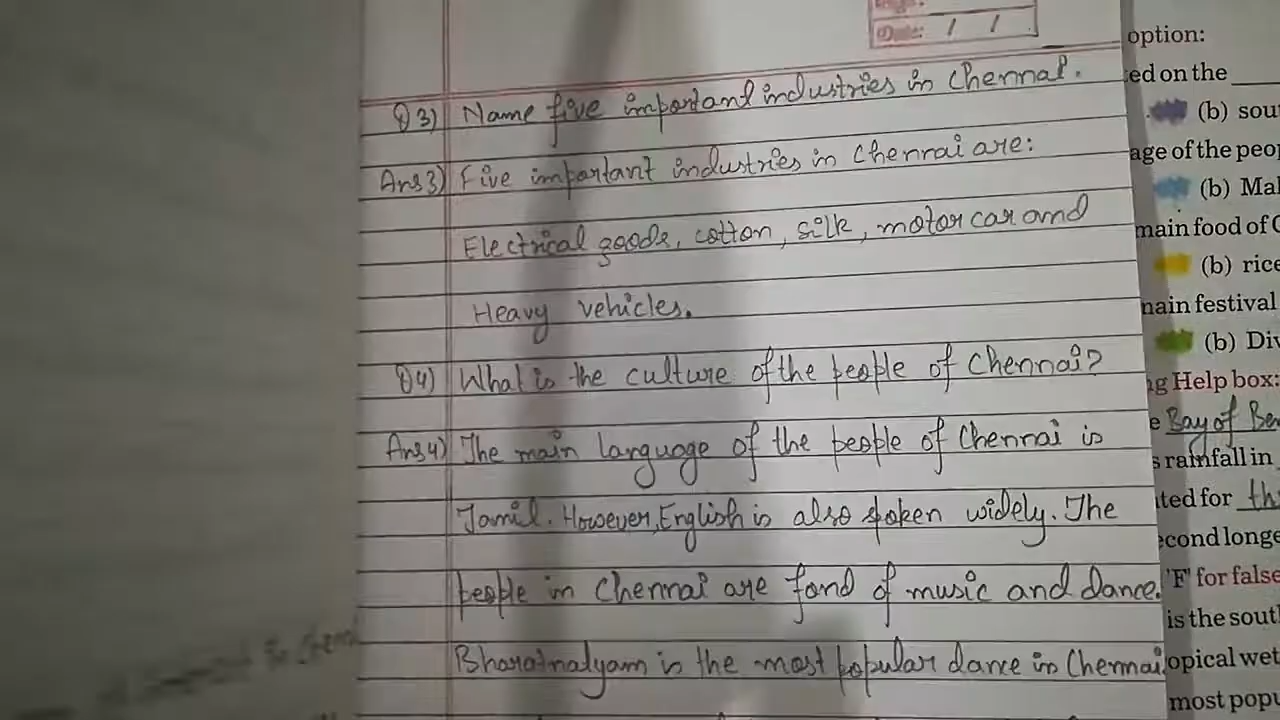 Date: / /
Q3) Name five important industries in Chennai.
Ans3) Five important industries in Chennai are:
Electrical goods, cotton, silk, motor car and
Heavy vehicles.
Q4) What is the culture of the people of Chennai?
Ans4) The main language of the people of Chennai is
Tamil. However, English is also spoken widely. The
people in Chennai are fond of music and dance.
Bharatnatyam is the most popular dance in Chennai
option:
ed on the
(b) sou
age of the peop
(b) Mal
main food of C
(b) rice
main festival
(b) Div
ng Help box:
e Bay of Be
s rainfall in
ted for th
econd longe
'F' for false
is the sout
opical wet
most popu